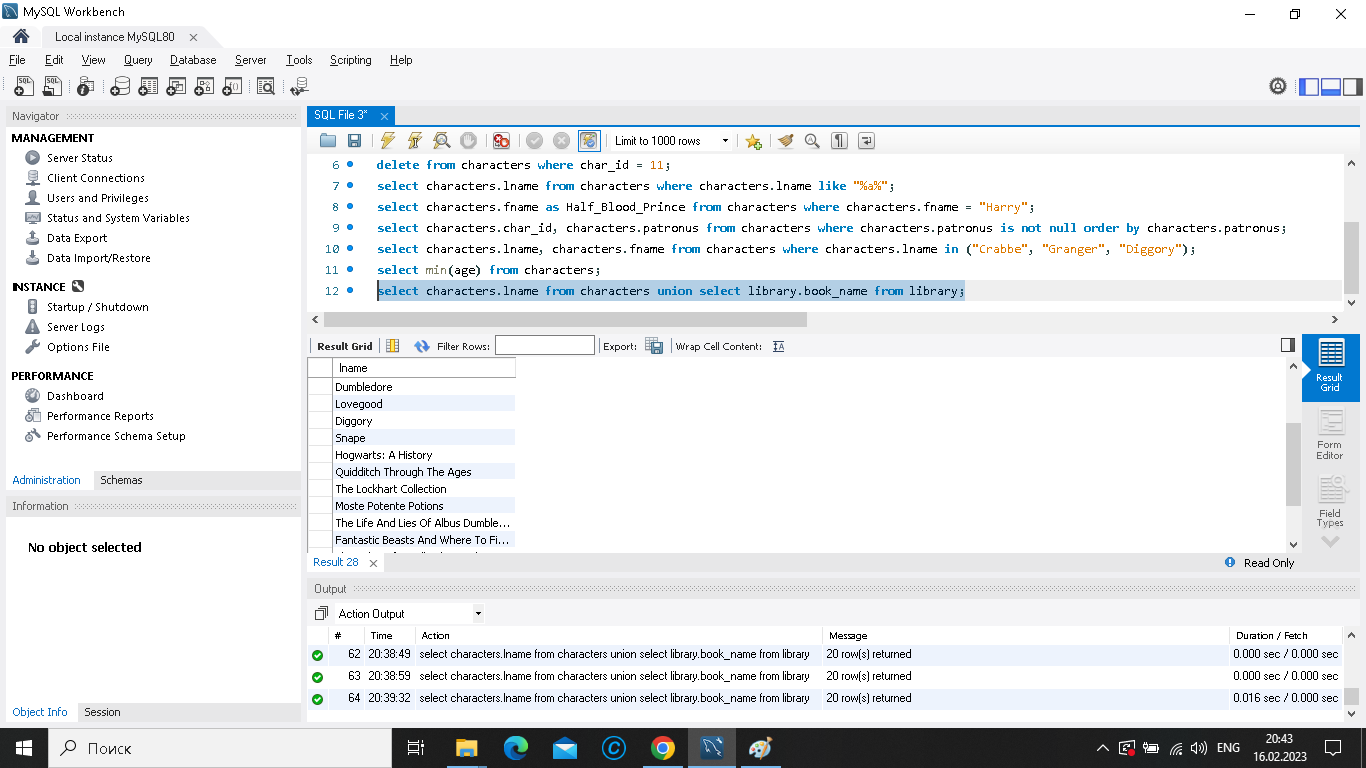 MySQL Workbench
Local instance MySQL80
File Edit View Query Database Server Tools Scripting Help
Navigator
MANAGEMENT
Server Status
Client Connections
Users and Privileges
Status and System Variables
Data Export
Data Import/Restore
INSTANCE
Startup / Shutdown
Server Logs
Options File
PERFORMANCE
Dashboard
Performance Reports
Performance Schema Setup
Administration Schemas
Information
No object selected
Object Info Session
SQL File 3*
Limit to 1000 rows
6 delete from characters where char_id = 11;
7 select characters.lname from characters where characters.lname like "%a%";
8 select characters.fname as Half_Blood_Prince from characters where characters.fname = "Harry";
9 select characters.char_id, characters.patronus from characters where characters.patronus is not null order by characters.patronus;
10 select characters.lname, characters.fname from characters where characters.lname in ("Crabbe", "Granger", "Diggory");
11 select min(age) from characters;
12 select characters.lname from characters union select library.book_name from library;
Result Grid Filter Rows: Export: Wrap Cell Content:
lname
Dumbledore
Lovegood
Diggory
Snape
Hogwarts: A History
Quidditch Through The Ages
The Lockhart Collection
Moste Potente Potions
The Life And Lies Of Albus Dumble...
Fantastic Beasts And Where To Fi...
Result Grid
Form Editor
Field Types
Result 28
Read Only
Output
Action Output
# Time Action Message Duration / Fetch
62 20:38:49 select characters.lname from characters union select library.book_name from library 20 row(s) returned 0.000 sec / 0.000 sec
63 20:38:59 select characters.lname from characters union select library.book_name from library 20 row(s) returned 0.000 sec / 0.000 sec
64 20:39:32 select characters.lname from characters union select library.book_name from library 20 row(s) returned 0.016 sec / 0.000 sec
Поиск
ENG
20:43
16.02.2023